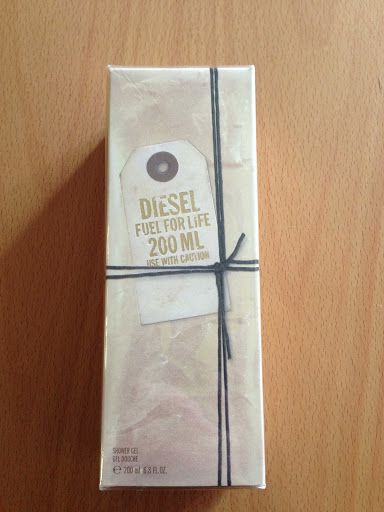 DIESEL
FUEL FOR LiFE
200 ML
USE WITH CAUTION
SHOWER GEL
GEL DOUCHE
℮ 200 ml 6.8 FL.OZ.